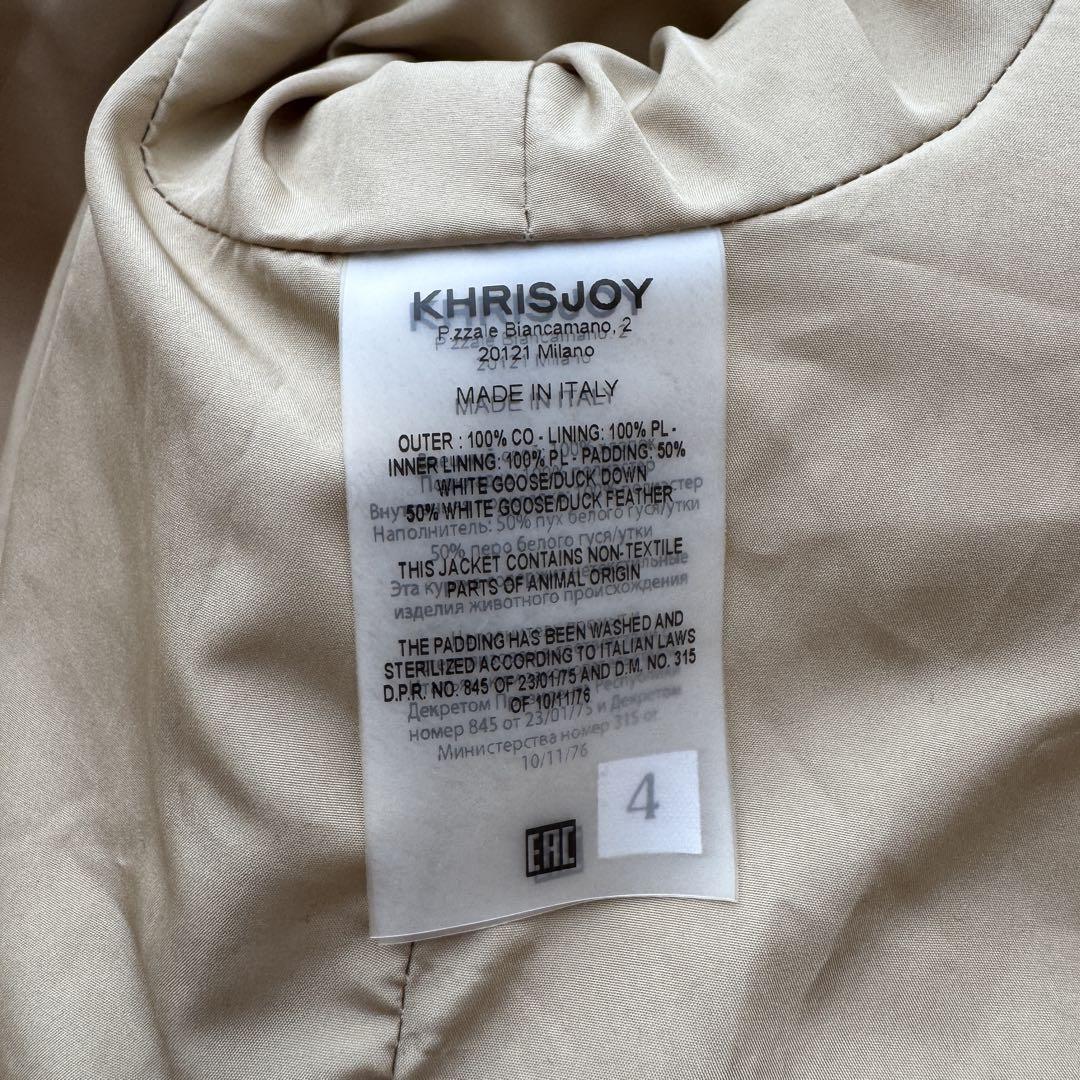 KHRISJOY
P.zzale Biancamano, 2
20121 Milano
MADE IN ITALY
OUTER : 100% CO - LINING: 100% PL -
INNER LINING: 100% PL - PADDING: 50%
WHITE GOOSE/DUCK DOWN
50% WHITE GOOSE/DUCK FEATHER
Наполнитель: 50% пух белого гуся/утки
50% перо белого гуся/утки
THIS JACKET CONTAINS NON-TEXTILE
PARTS OF ANIMAL ORIGIN
изделия животного происхождения
THE PADDING HAS BEEN WASHED AND
STERILIZED ACCORDING TO ITALIAN LAWS
D.P.R. NO. 845 OF 23/01/75 AND D.M. NO. 315
OF 10/11/76
Декретом Республики
номер 845 от 23/01/75 и Декретом
Министерства номер 315 от
10/11/76
4
EAC